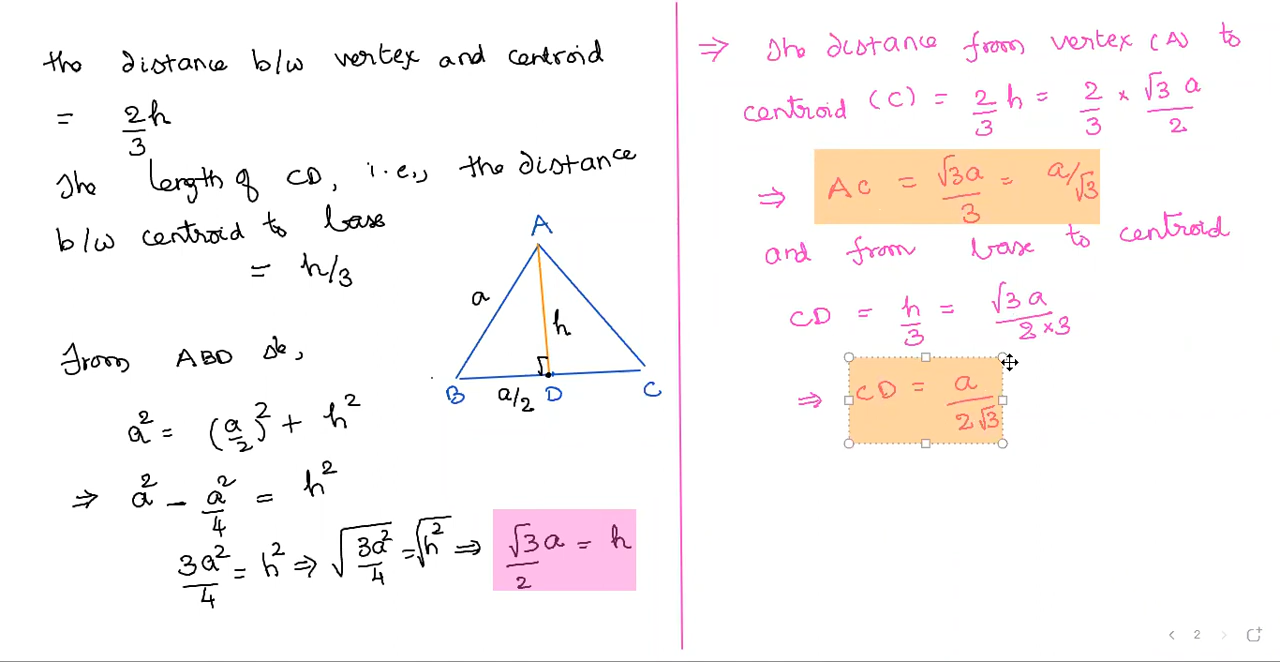 the distance b/w vertex and centroid
= 2h/3
The length of CD, i.e., the distance
b/w centroid to base
= h/3
A
a
h
B
a/2
D
C
From ABD Δle,
a² = (a/2)² + h²
⇒ a² - a²/4 = h²
3a²/4 = h² ⇒ √(3a²/4) = √h² ⇒ √3a/2 = h
⇒ The distance from vertex (A) to
centroid (C) = 2/3 h = 2/3 × √3 a/2
⇒ AC = √3a/3 = a/√3
and from base to centroid
CD = h/3 = √3 a/2×3
⇒ CD = a/2√3
< 2 >